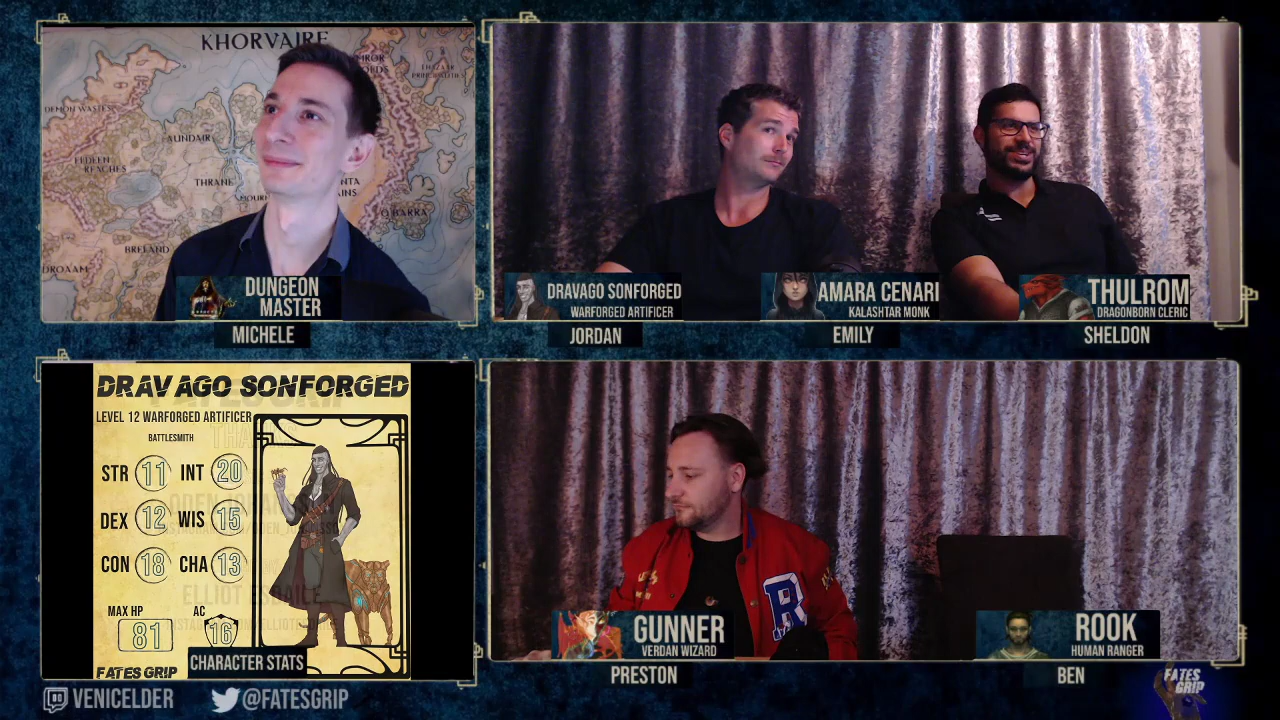 KHORVAIRE
DEMON WASTES
AUNDAIR
THRANE
BRELAND
DROAAM
Q'BARRA
DUNGEON
MASTER
MICHELE
DRAVAGO SONFORGED
WARFORGED ARTIFICER
JORDAN
AMARA CENARI
KALASHTAR MONK
EMILY
THULROM
DRAGONBORN CLERIC
SHELDON
DRAVAGO SONFORGED
LEVEL 12 WARFORGED ARTIFICER
BATTLESMITH
STR 11 INT 20
DEX 12 WIS 15
CON 18 CHA 13
MAX HP AC
81 16
FATES GRIP
CHARACTER STATS
GUNNER
VERDAN WIZARD
PRESTON
R
ROOK
HUMAN RANGER
BEN
VENICELDER
@FATESGRIP
FATES
GRIP